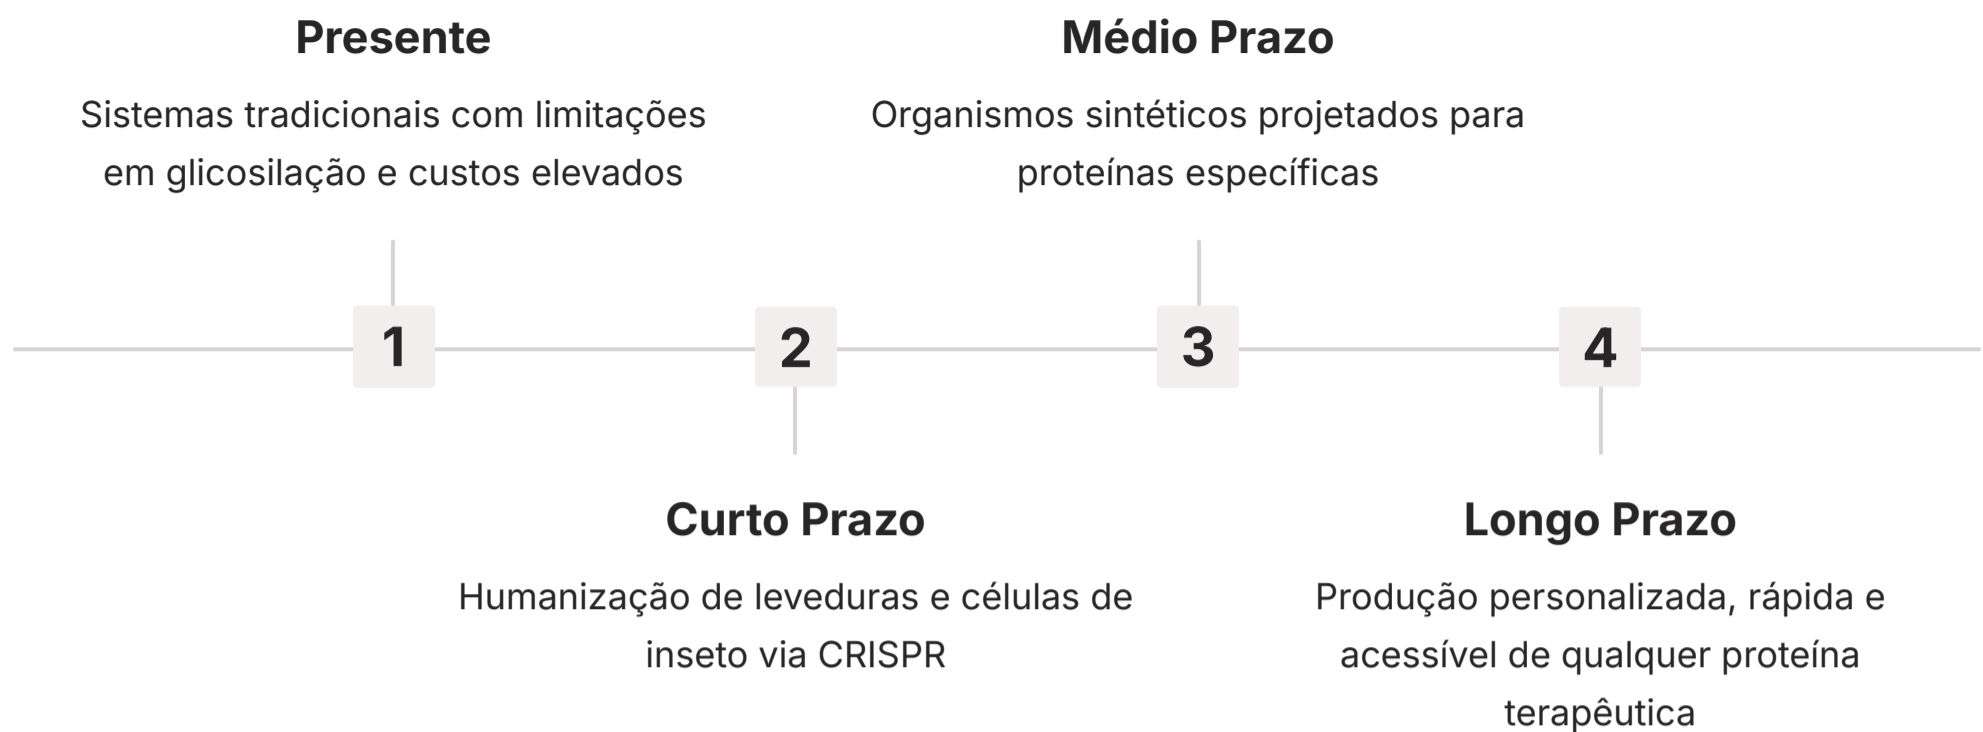 Presente
Sistemas tradicionais com limitações
em glicosilação e custos elevados
1
Curto Prazo
Humanização de leveduras e células de
inseto via CRISPR
2
Médio Prazo
Organismos sintéticos projetados para
proteínas específicas
3
Longo Prazo
Produção personalizada, rápida e
acessível de qualquer proteína
terapêutica
4